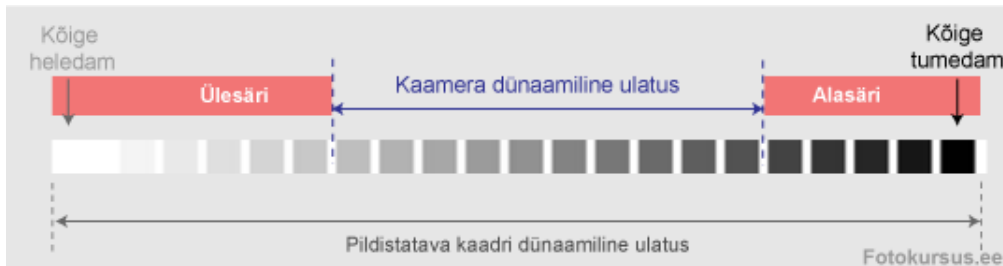 Kõige
heledam
Kõige
tumedam
Ülesäri
Kaamera dünaamiline ulatus
Alasäri
Pildistatava kaadri dünaamiline ulatus
Fotokursus.ee